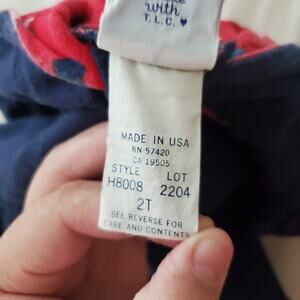 with
T.L.C. ♥
MADE IN USA
RN 57420
CA 19505
STYLE LOT
H8008 2204
2T
SEE REVERSE FOR
CARE AND CONTENTS